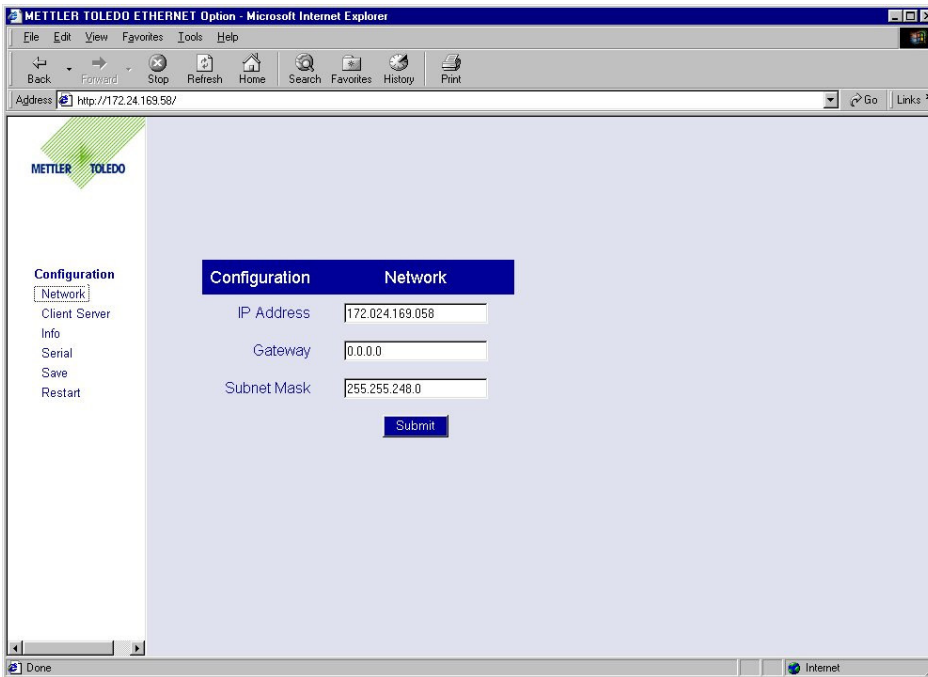 METTLER TOLEDO ETHERNET Option - Microsoft Internet Explorer
File Edit View Favorites Tools Help
Back Forward Stop Refresh Home Search Favorites History Print
Address http://172.24.169.58/ Go Links
METTLER TOLEDO
Configuration
Network
Client Server
Info
Serial
Save
Restart
Configuration Network
IP Address 172.024.169.058
Gateway 0.0.0.0
Subnet Mask 255.255.248.0
Submit
Done Internet